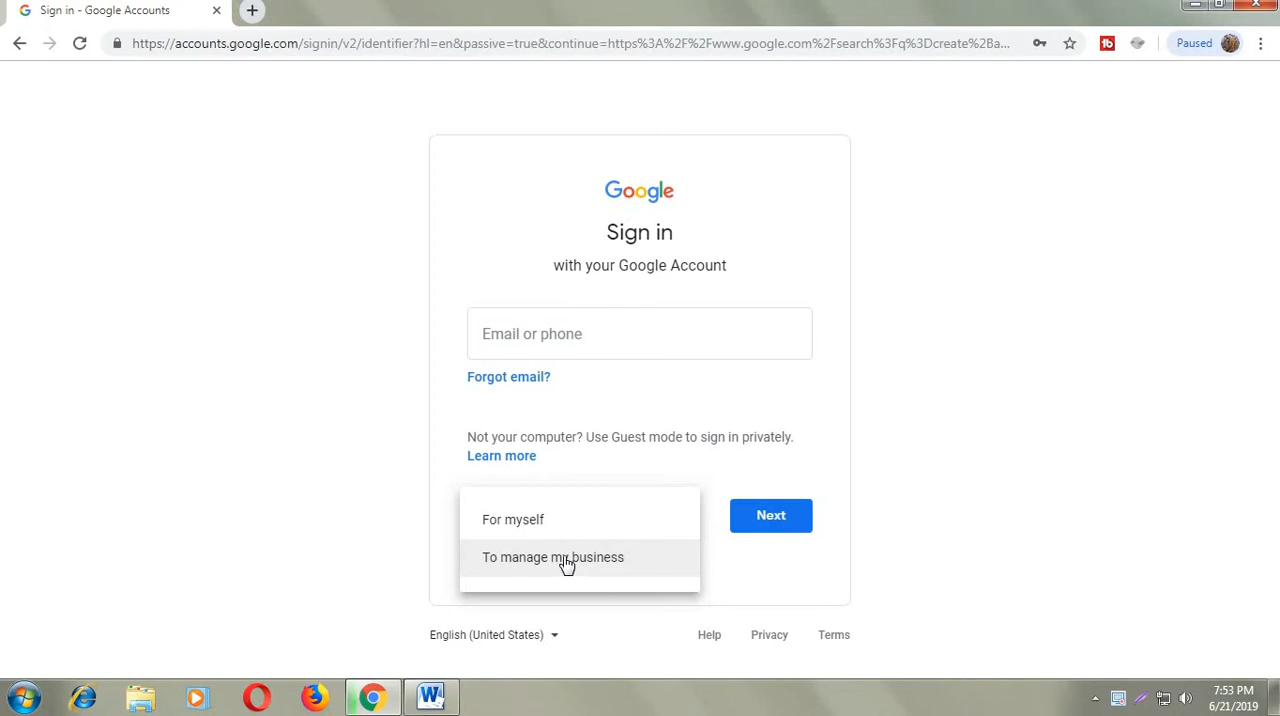 Sign in - Google Accounts
https://accounts.google.com/signin/v2/identifier?hl=en&passive=true&continue=https%3A%2F%2Fwww.google.com%2Fsearch%3Fq%3Dcreate%2Ba...
Paused
Google
Sign in
with your Google Account
Email or phone
Forgot email?
Not your computer? Use Guest mode to sign in privately.
Learn more
For myself
Next
To manage my business
English (United States)
Help
Privacy
Terms
7:53 PM
6/21/2019